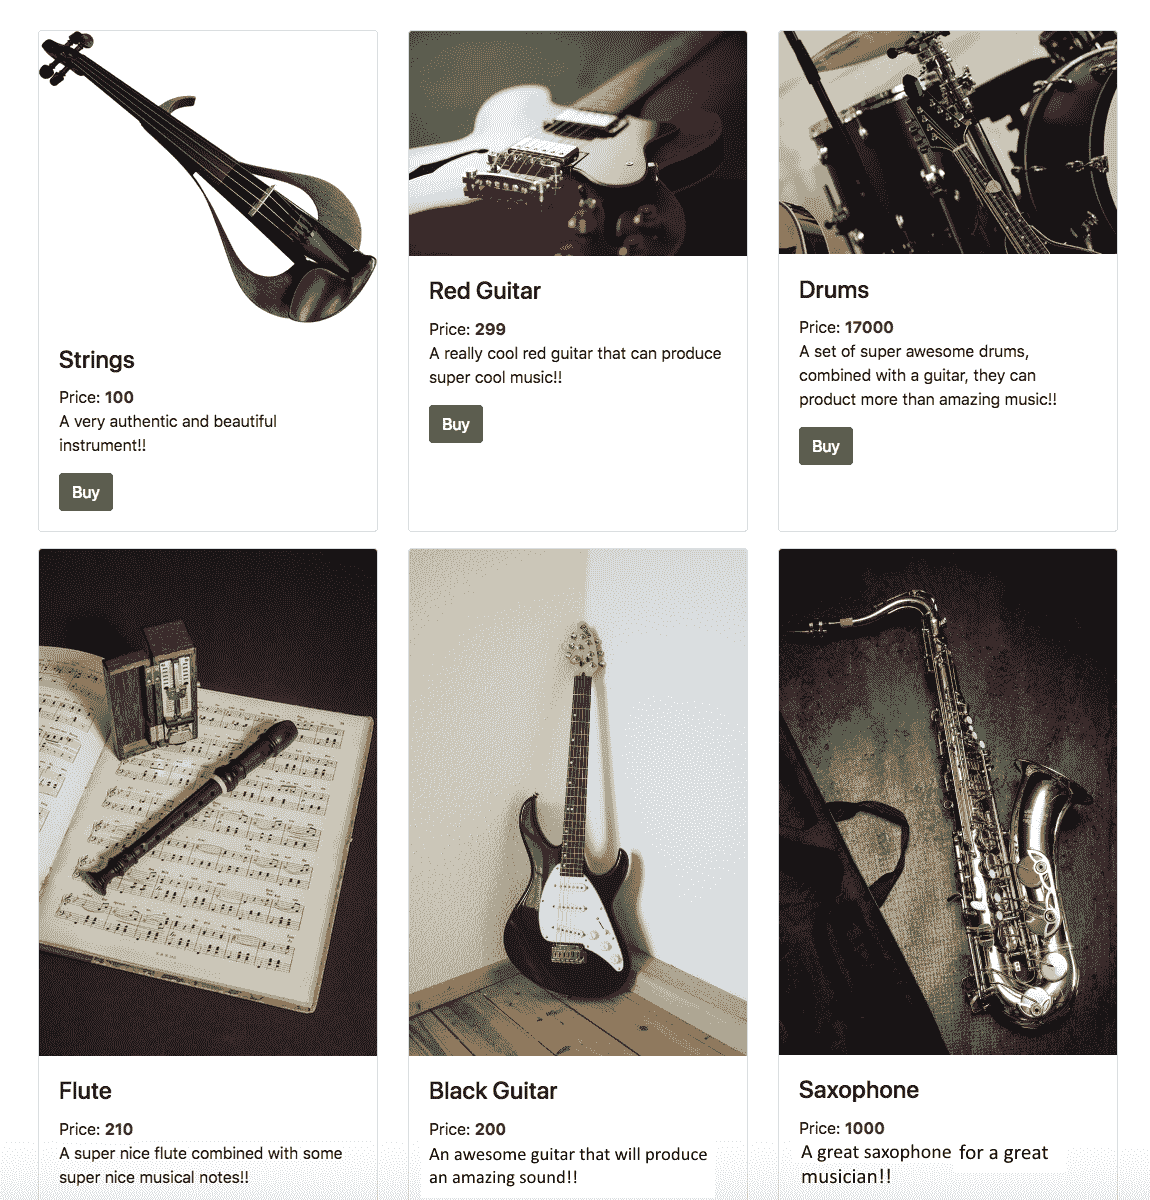 Strings
Price: 100
A very authentic and beautiful
instrument!!
Buy
Red Guitar
Price: 299
A really cool red guitar that can produce
super cool music!!
Buy
Drums
Price: 17000
A set of super awesome drums,
combined with a guitar, they can
product more than amazing music!!
Buy
Flute
Price: 210
A super nice flute combined with some
super nice musical notes!!
Black Guitar
Price: 200
An awesome guitar that will produce
an amazing sound!!
Saxophone
Price: 1000
A great saxophone for a great
musician!!